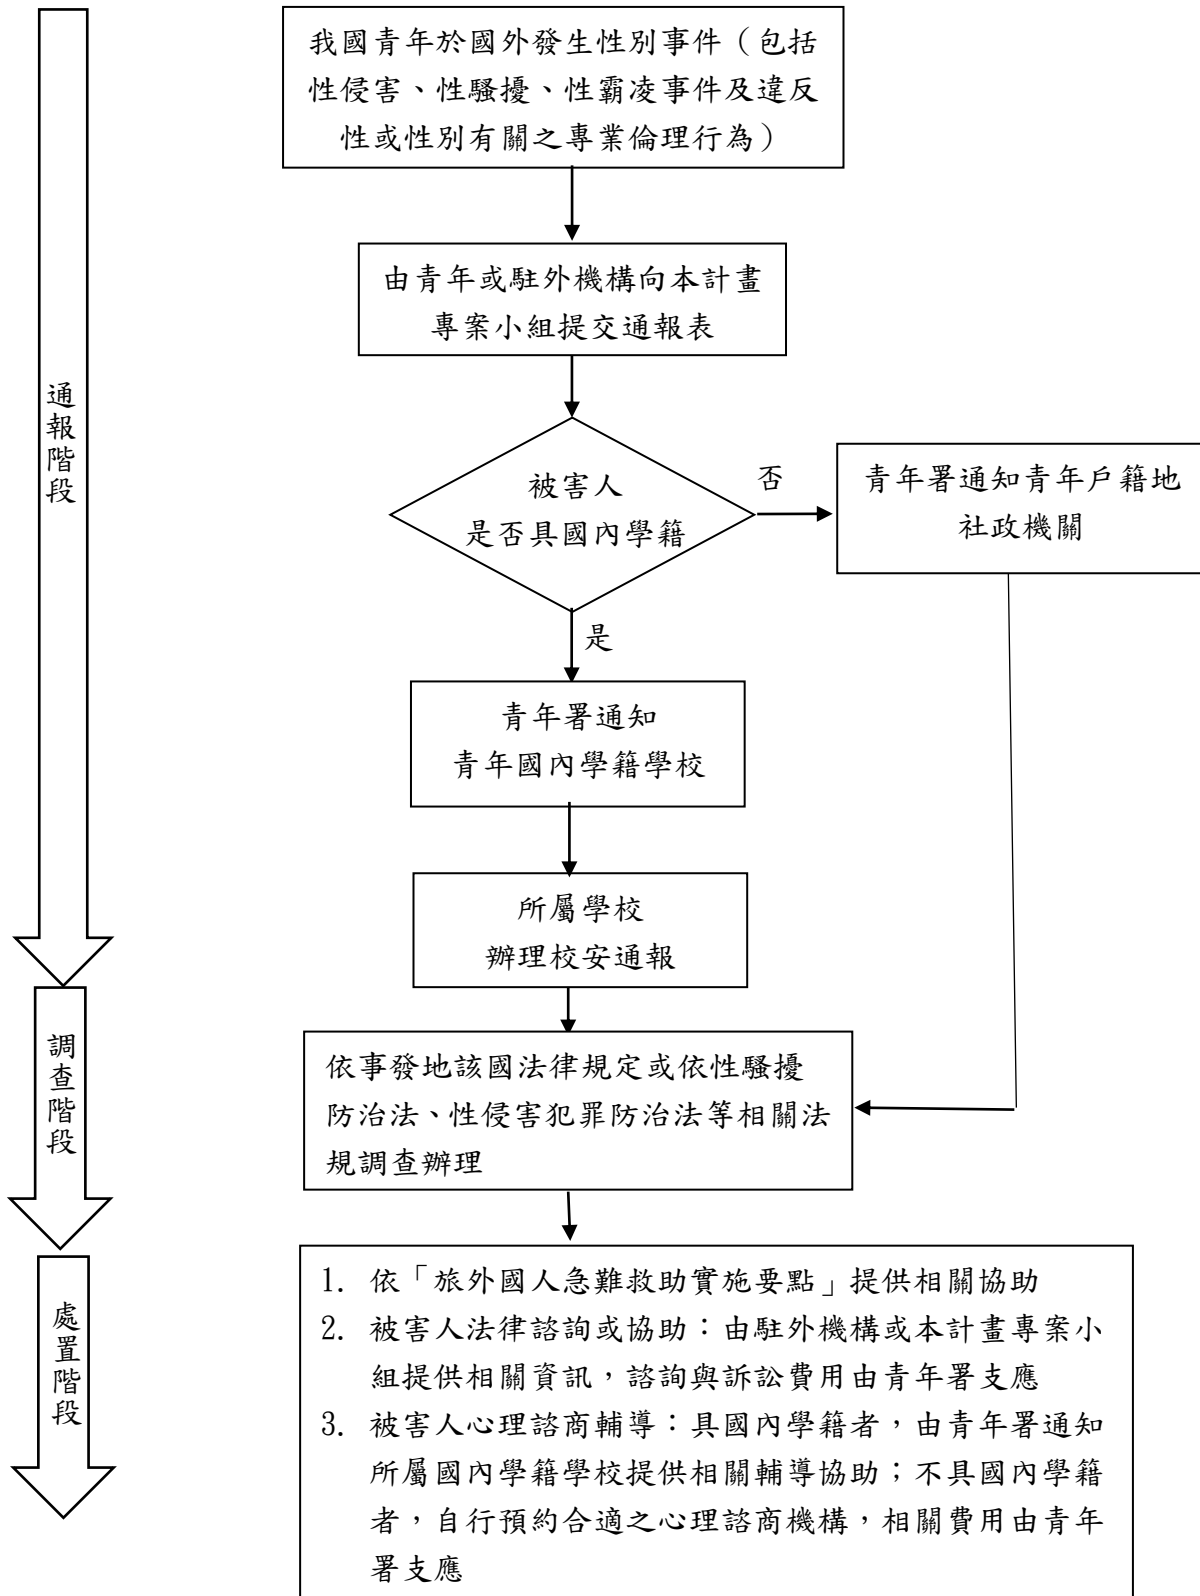 我國青年於國外發生性別事件（包括
性侵害、性騷擾、性霸凌事件及違反
性或性別有關之專業倫理行為）
由青年或駐外機構向本計畫
專案小組提交通報表
通報階段
被害人
是否具國內學籍
否
青年署通知青年戶籍地
社政機關
是
青年署通知
青年國內學籍學校
所屬學校
辦理校安通報
調查階段
依事發地該國法律規定或依性騷擾
防治法、性侵害犯罪防治法等相關法
規調查辦理
處置階段
1. 依「旅外國人急難救助實施要點」提供相關協助
2. 被害人法律諮詢或協助：由駐外機構或本計畫專案小
組提供相關資訊，諮詢與訴訟費用由青年署支應
3. 被害人心理諮商輔導：具國內學籍者，由青年署通知
所屬國內學籍學校提供相關輔導協助；不具國內學籍
者，自行預約合適之心理諮商機構，相關費用由青年
署支應